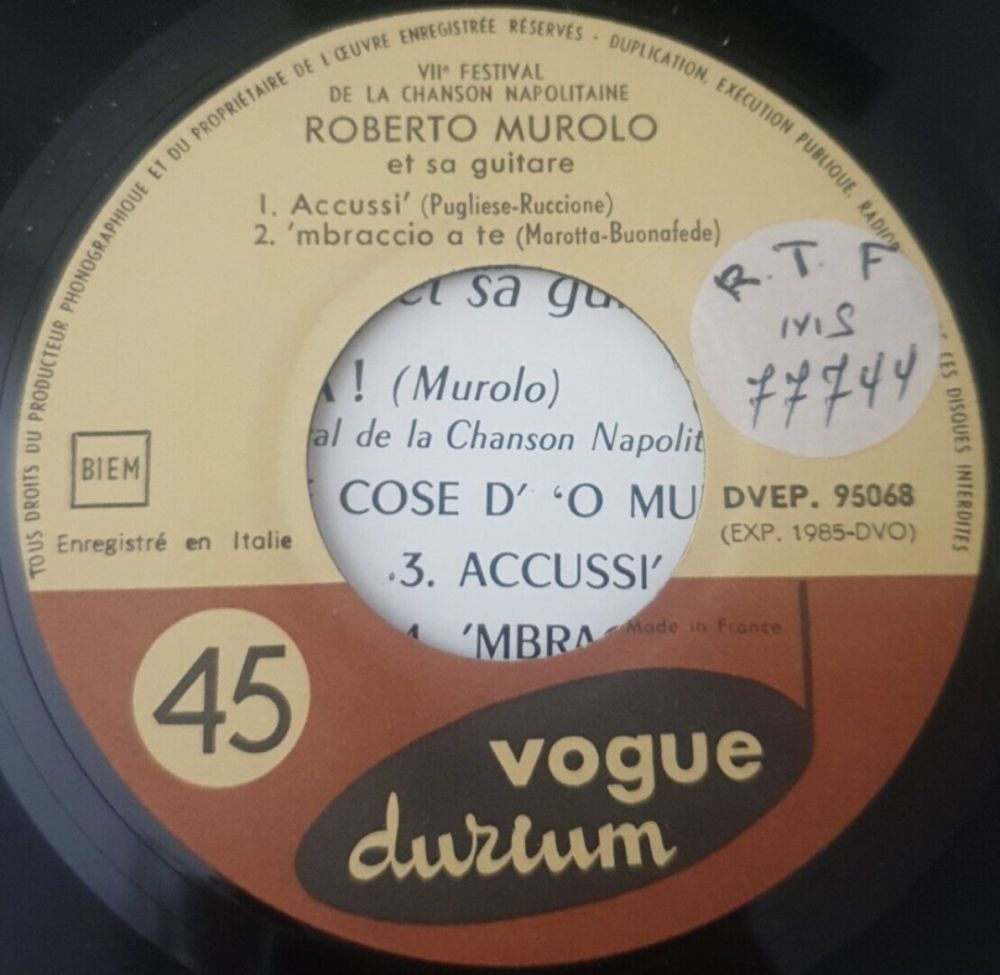 TOUS DROITS DU PRODUCTEUR PHONOGRAPHIQUE ET DU PROPRIÉTAIRE DE L'ŒUVRE ENREGISTRÉE RÉSERVÉS - DUPLICATION, EXÉCUTION PUBLIQUE, RADIO
CES DISQUES INTERDITES
VIIe FESTIVAL
DE LA CHANSON NAPOLITAINE
ROBERTO MUROLO
et sa guitare
1. Accussi' (Pugliese-Ruccione)
2. 'mbraccio a te (Marotta-Buonafede)
R. T. F
77744
et sa gu
! (Murolo)
al de la Chanson Napolit
COSE D' 'O MU
3. ACCUSSI'
'MBRA
BIEM
Enregistré en Italie
DVEP. 95068
(EXP. 1985-DVO)
Made in France
45
vogue
durium